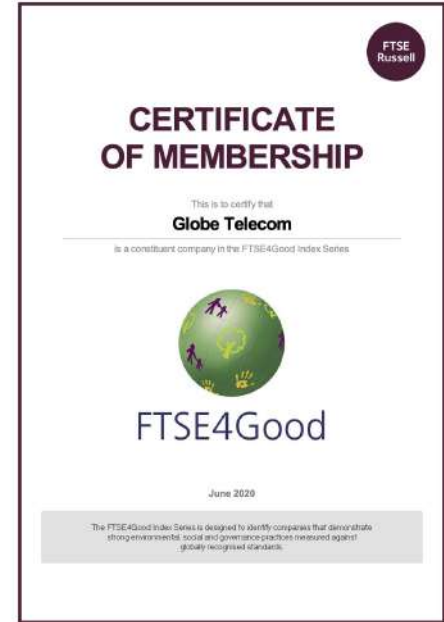 FTSE
Russell
CERTIFICATE
OF MEMBERSHIP
This is to certify that
Globe Telecom
is a constituent company in the FTSE4Good Index Series
FTSE4Good
June 2020
The FTSE4Good Index Series is designed to identify companies that demonstrate
strong environmental, social and governance practices measured against
globally recognised standards.